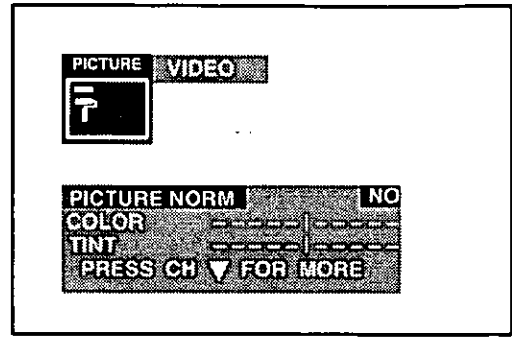 PICTURE VIDEO
PICTURE NORM NO
COLOR
TINT
PRESS CH ▼ FOR MORE